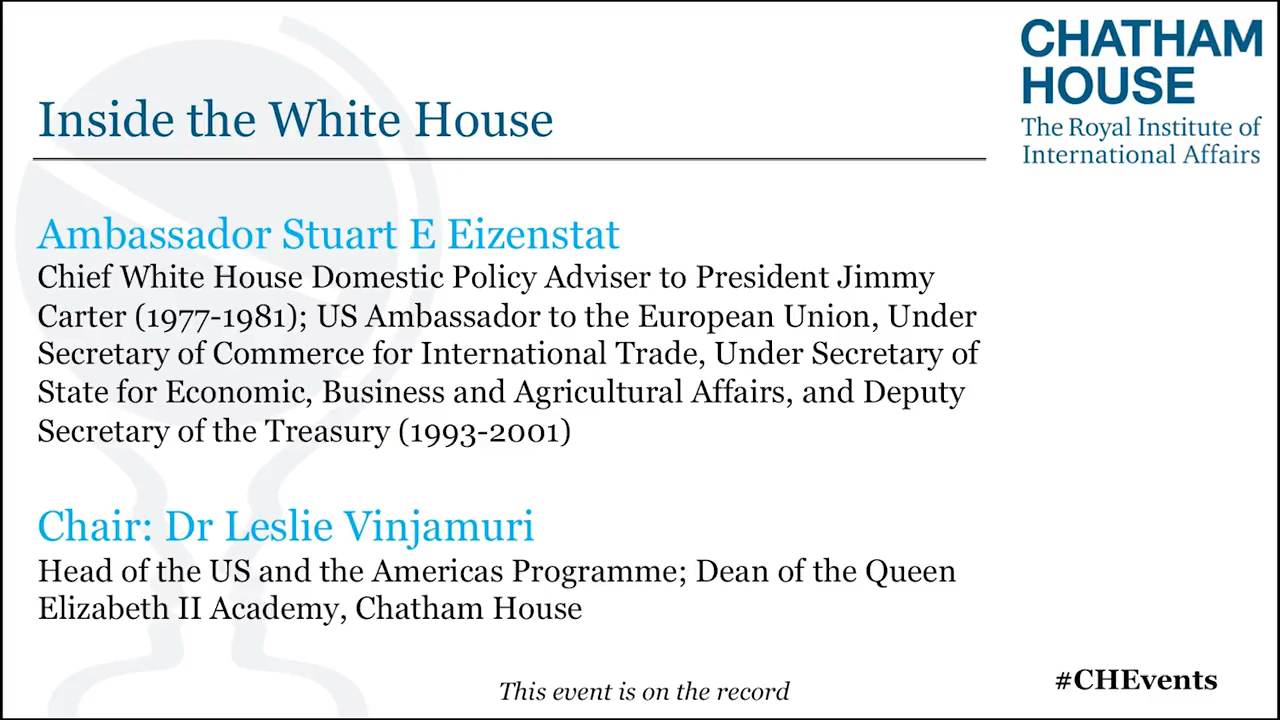 CHATHAM
HOUSE
The Royal Institute of
International Affairs
Inside the White House
Ambassador Stuart E Eizenstat
Chief White House Domestic Policy Adviser to President Jimmy
Carter (1977-1981); US Ambassador to the European Union, Under
Secretary of Commerce for International Trade, Under Secretary of
State for Economic, Business and Agricultural Affairs, and Deputy
Secretary of the Treasury (1993-2001)
Chair: Dr Leslie Vinjamuri
Head of the US and the Americas Programme; Dean of the Queen
Elizabeth II Academy, Chatham House
This event is on the record
#CHEvents